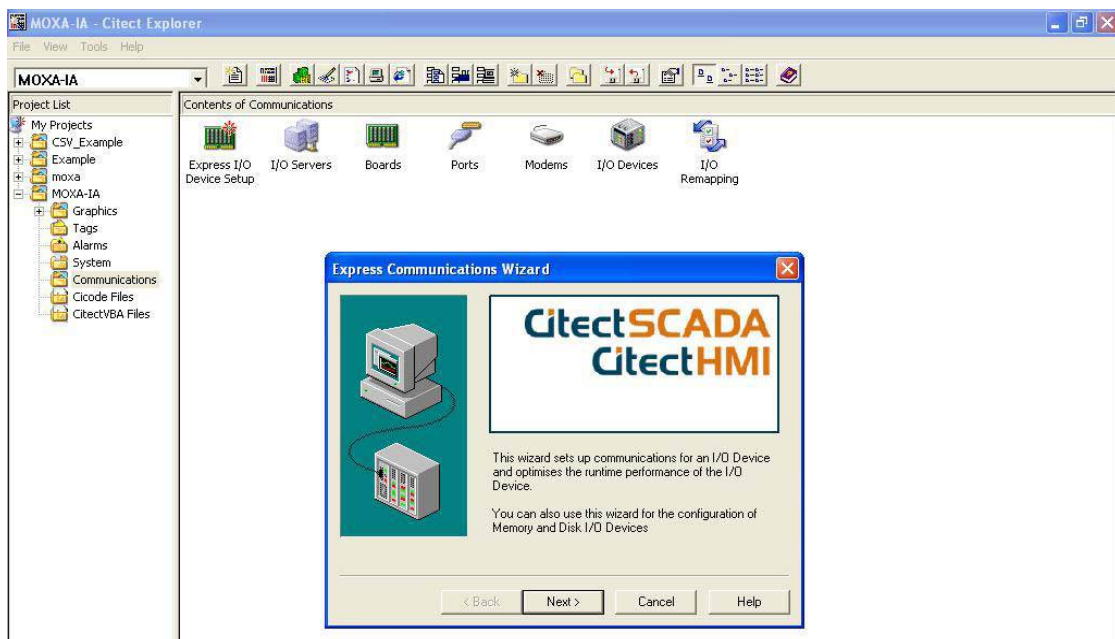 MOXA-IA - Citect Explorer
File View Tools Help
MOXA-IA
Project List
Contents of Communications
My Projects
CSV_Example
Example
moxa
MOXA-IA
Graphics
Tags
Alarms
System
Communications
Cicode Files
CitectVBA Files
Express I/O
Device Setup
I/O Servers
Boards
Ports
Modems
I/O Devices
I/O
Remapping
Express Communications Wizard
CitectSCADA
CitectHMI
This wizard sets up communications for an I/O Device
and optimises the runtime performance of the I/O
Device.
You can also use this wizard for the configuration of
Memory and Disk I/O Devices
< Back
Next >
Cancel
Help